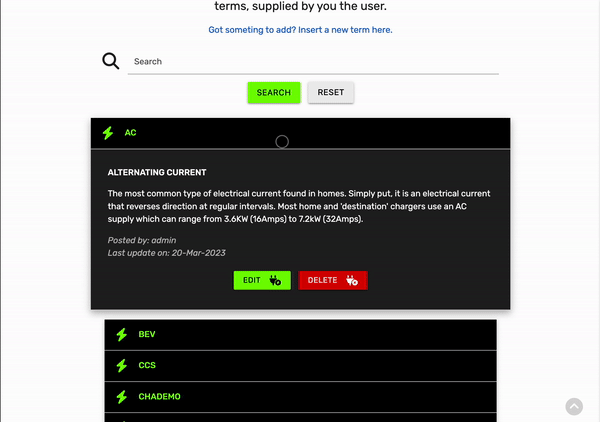 terms, supplied by you the user.
Got someting to add? Insert a new term here.
Search
SEARCH
RESET
AC
ALTERNATING CURRENT
The most common type of electrical current found in homes. Simply put, it is an electrical current
that reverses direction at regular intervals. Most home and 'destination' chargers use an AC
supply which can range from 3.6KW (16Amps) to 7.2kW (32Amps).
Posted by: admin
Last update on: 20-Mar-2023
EDIT
DELETE
BEV
CCS
CHADEMO